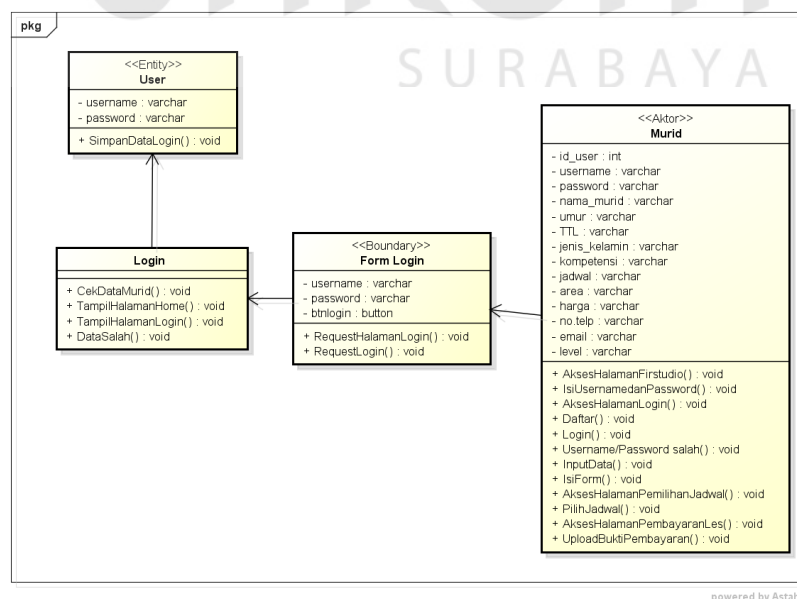 SURABAYA
pkg
<<Entity>>
User
- username : varchar
- password : varchar
+ SimpanDataLogin() : void
Login
+ CekDataMurid() : void
+ TampilHalamanHome() : void
+ TampilHalamanLogin() : void
+ DataSalah() : void
<<Boundary>>
Form Login
- username : varchar
- password : varchar
- btnlogin : button
+ RequestHalamanLogin() : void
+ RequestLogin() : void
<<Aktor>>
Murid
- id_user : int
- username : varchar
- password : varchar
- nama_murid : varchar
- umur : varchar
- TTL : varchar
- jenis_kelamin : varchar
- kompetensi : varchar
- jadwal : varchar
- area : varchar
- harga : varchar
- no.telp : varchar
- email : varchar
- level : varchar
+ AksesHalamanFirstudio() : void
+ IsiUsernamedanPassword() : void
+ AksesHalamanLogin() : void
+ Daftar() : void
+ Login() : void
+ Username/Password salah() : void
+ InputData() : void
+ IsiForm() : void
+ AksesHalamanPemilihanJadwal() : void
+ PilihJadwal() : void
+ AksesHalamanPembayaranLes() : void
+ UploadBuktiPembayaran() : void
powered by Astah